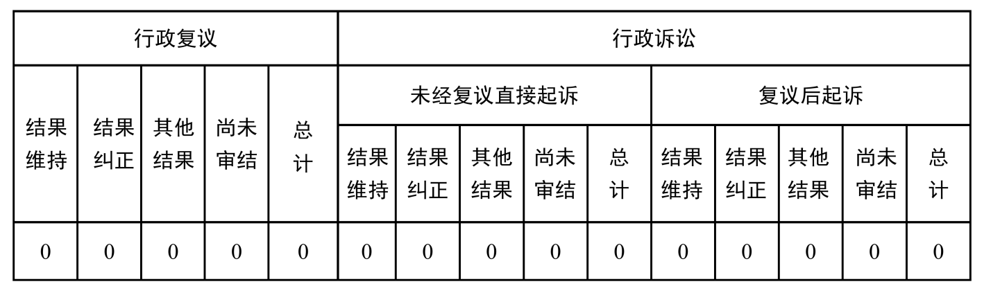 行政复议 行政诉讼
未经复议直接起诉 复议后起诉
结果维持 结果纠正 其他结果 尚未审结 总计 结果维持 结果纠正 其他结果 尚未审结 总计 结果维持 结果纠正 其他结果 尚未审结 总计
0 0 0 0 0 0 0 0 0 0 0 0 0 0 0